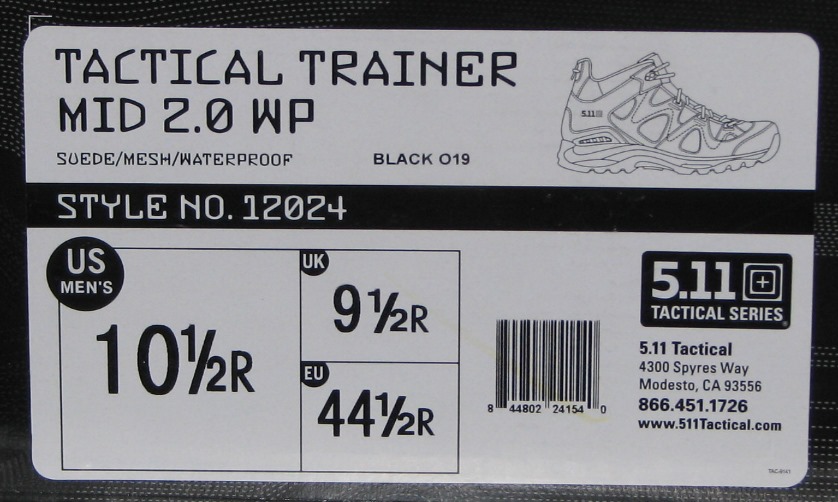 TACTICAL TRAINER
MID 2.0 WP
SUEDE/MESH/WATERPROOF BLACK 019
5.11
STYLE NO. 12024
US
MEN'S
10½R
UK
9½R
EU
44½R
8 44802 24154 0
5.11
TACTICAL SERIES®
5.11 Tactical
4300 Spyres Way
Modesto, CA 93556
866.451.1726
www.511Tactical.com